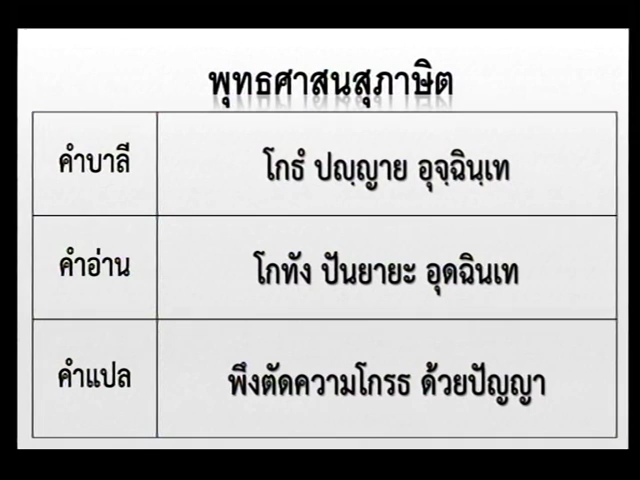 พุทธศาสนสุภาษิต
คำบาลี โกธํ ปญฺญาย อุจฺฉินฺเท
คำอ่าน โกทัง ปันยายะ อุดฉินเท
คำแปล พึงตัดความโกรธ ด้วยปัญญา